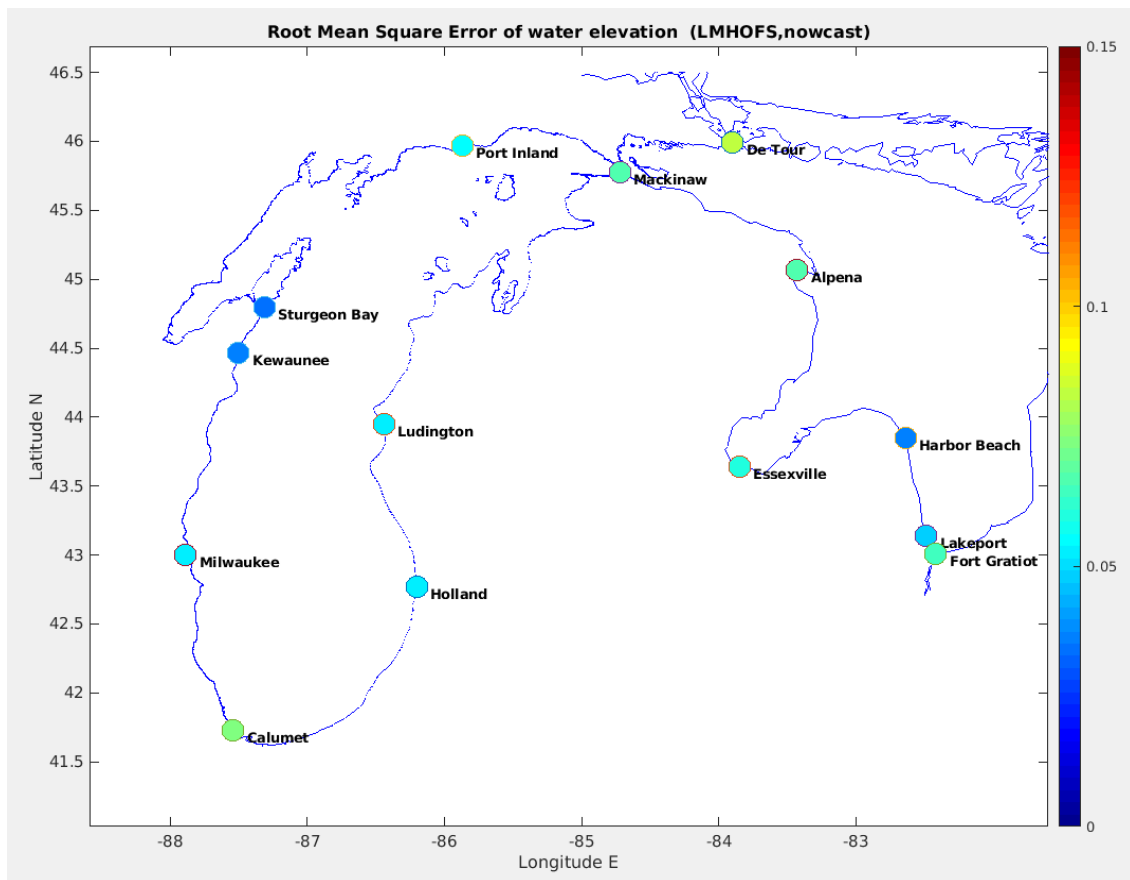 Root Mean Square Error of water elevation  (LMHOFS,nowcast)
46.5
46
45.5
45
44.5
44
43.5
43
42.5
42
41.5
Latitude N
Port Inland
De Tour
Mackinaw
Alpena
Sturgeon Bay
Kewaunee
Ludington
Harbor Beach
Essexville
Lakeport
Milwaukee
Fort Gratiot
Holland
Calumet
-88
-87
-86
-85
-84
-83
Longitude E
0.15
0.1
0.05
0